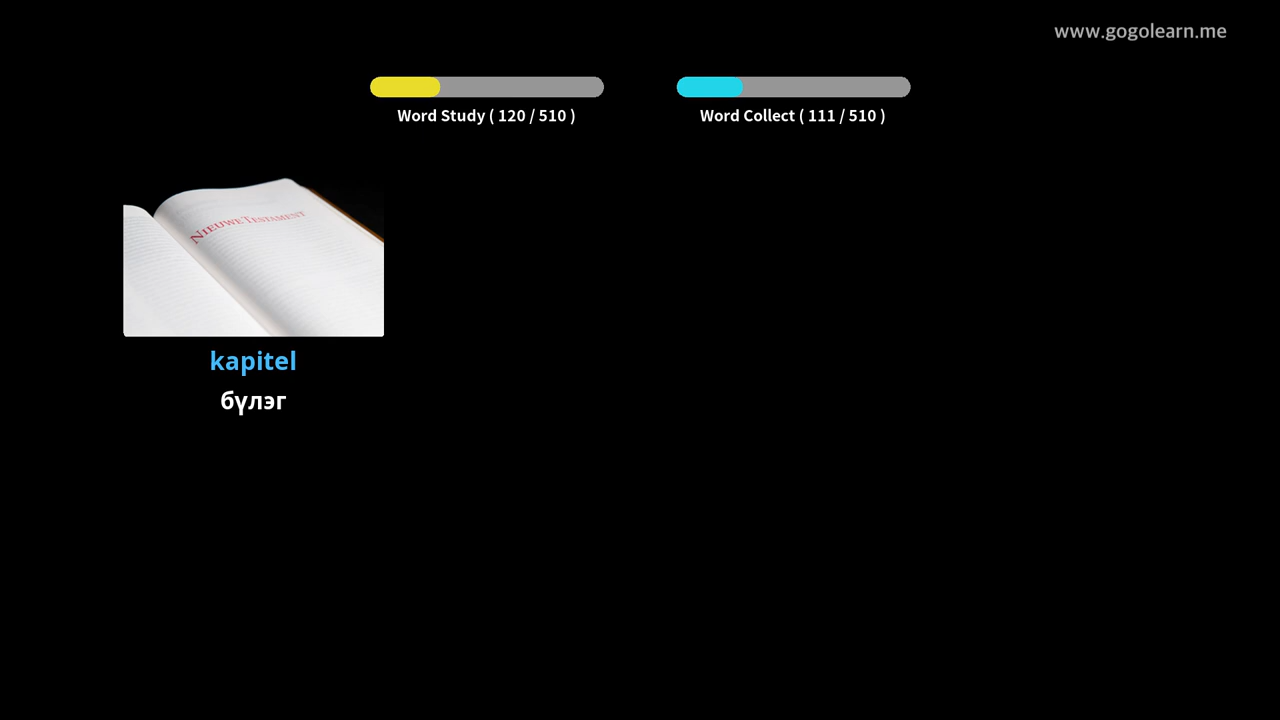 www.gogolearn.me
Word Study ( 120 / 510 )
Word Collect ( 111 / 510 )
NIEUWE TESTAMENT
kapitel
бүлэг